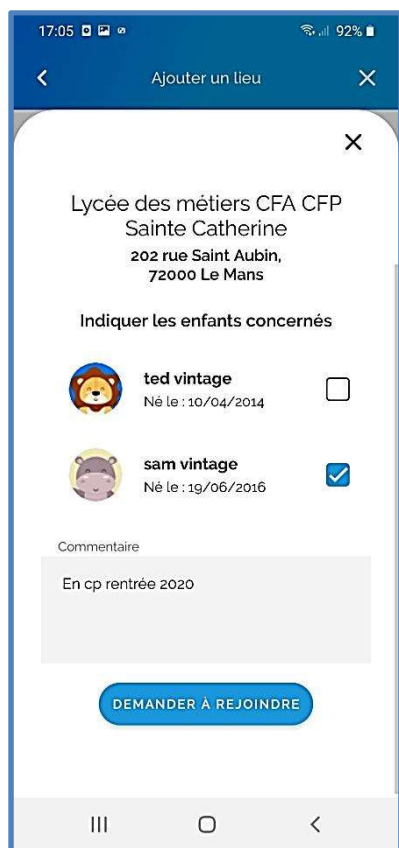 17:05 92%
Ajouter un lieu
Lycée des métiers CFA CFP
Sainte Catherine
202 rue Saint Aubin,
72000 Le Mans
Indiquer les enfants concernés
ted vintage
Né le : 10/04/2014
sam vintage
Né le : 19/06/2016
Commentaire
En cp rentrée 2020
DEMANDER À REJOINDRE